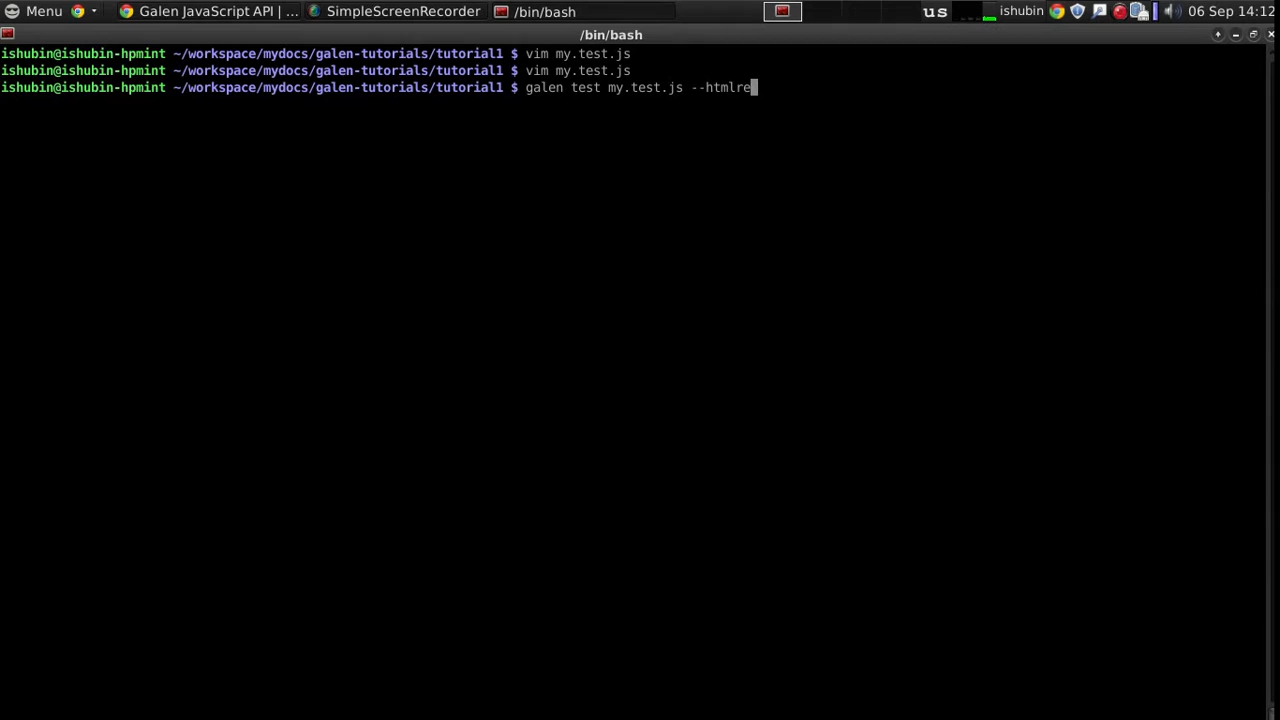 Menu Galen JavaScript API | ... SimpleScreenRecorder /bin/bash us ishubin 06 Sep 14:12
/bin/bash
ishubin@ishubin-hpmint ~/workspace/mydocs/galen-tutorials/tutorial1 $ vim my.test.js
ishubin@ishubin-hpmint ~/workspace/mydocs/galen-tutorials/tutorial1 $ vim my.test.js
ishubin@ishubin-hpmint ~/workspace/mydocs/galen-tutorials/tutorial1 $ galen test my.test.js --htmlre